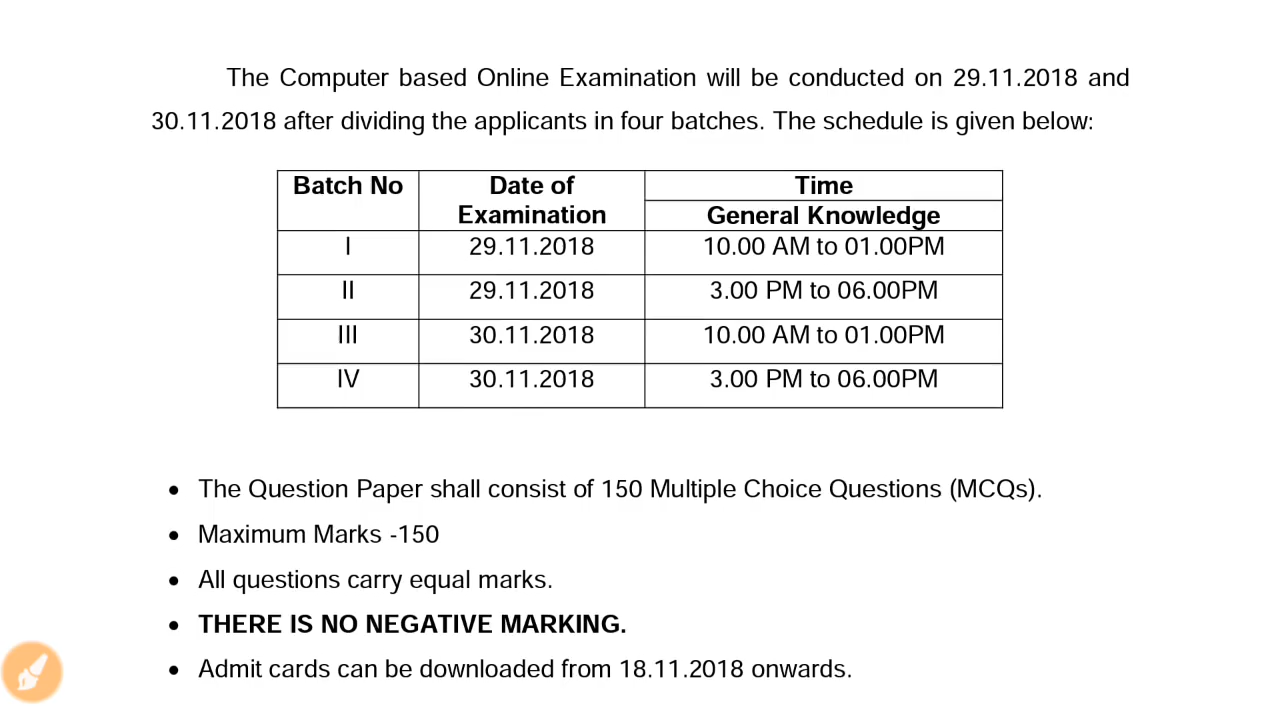 The Computer based Online Examination will be conducted on 29.11.2018 and
30.11.2018 after dividing the applicants in four batches. The schedule is given below:
Batch No Date of Examination Time
General Knowledge
I 29.11.2018 10.00 AM to 01.00PM
II 29.11.2018 3.00 PM to 06.00PM
III 30.11.2018 10.00 AM to 01.00PM
IV 30.11.2018 3.00 PM to 06.00PM
• The Question Paper shall consist of 150 Multiple Choice Questions (MCQs).
• Maximum Marks -150
• All questions carry equal marks.
• THERE IS NO NEGATIVE MARKING.
• Admit cards can be downloaded from 18.11.2018 onwards.